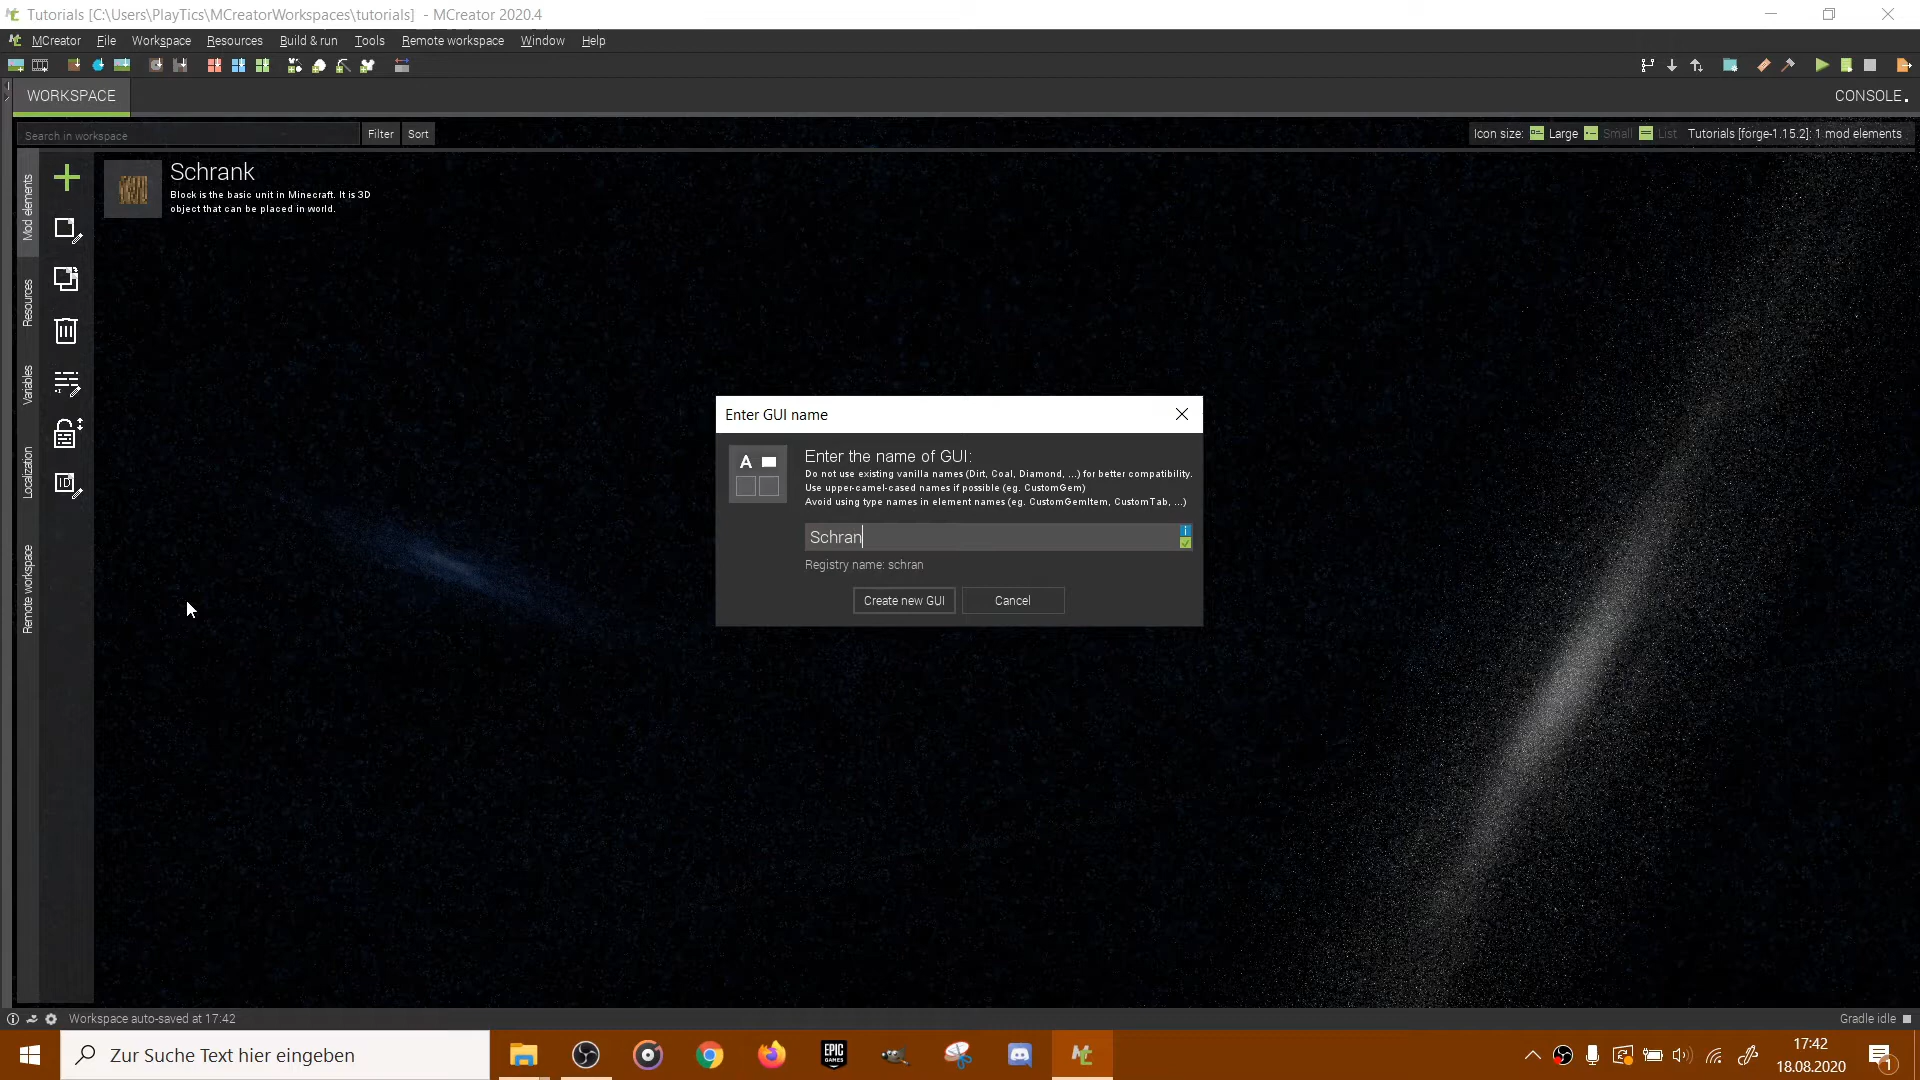 Tutorials [C:\Users\PlayTics\MCreatorWorkspaces\tutorials] - MCreator 2020.4
MCreator File Workspace Resources Build & run Tools Remote workspace Window Help
WORKSPACE
CONSOLE
Search in workspace
Filter
Sort
Icon size: Large Small List Tutorials [forge-1.15.2]: 1 mod elements
Mod elements
Resources
Variables
Localization
Remote workspace
Schrank
Block is the basic unit in Minecraft. It is 3D
object that can be placed in world.
Enter GUI name
Enter the name of GUI:
Do not use existing vanilla names (Dirt, Coal, Diamond, ...) for better compatibility.
Use upper-camel-cased names if possible (eg. CustomGem)
Avoid using type names in element names (eg. CustomGemItem, CustomTab, ...)
Schran
Registry name: schran
Create new GUI
Cancel
Workspace auto-saved at 17:42
Gradle idle
Zur Suche Text hier eingeben
EPIC
GAMES
17:42
18.08.2020
1